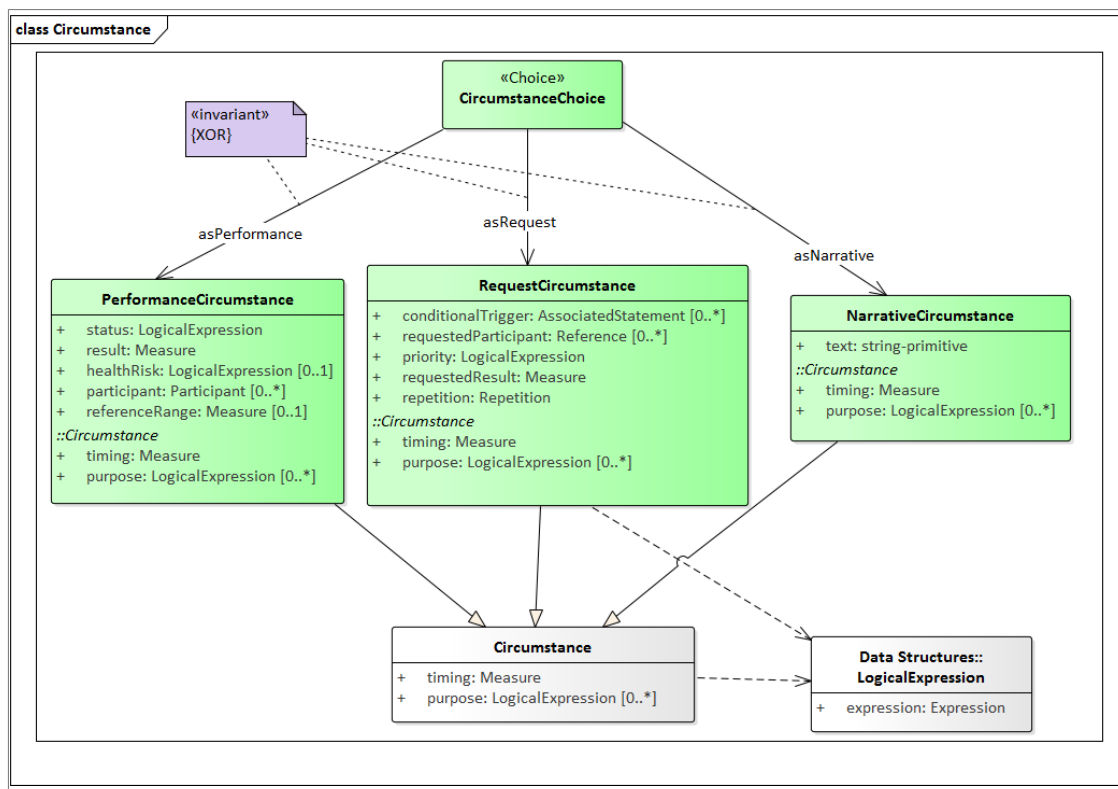 class Circumstance
«Choice»
CircumstanceChoice
«invariant»
{XOR}
asPerformance
asRequest
asNarrative
PerformanceCircumstance
+ status: LogicalExpression
+ result: Measure
+ healthRisk: LogicalExpression [0..1]
+ participant: Participant [0..*]
+ referenceRange: Measure [0..1]
::Circumstance
+ timing: Measure
+ purpose: LogicalExpression [0..*]
RequestCircumstance
+ conditionalTrigger: AssociatedStatement [0..*]
+ requestedParticipant: Reference [0..*]
+ priority: LogicalExpression
+ requestedResult: Measure
+ repetition: Repetition
::Circumstance
+ timing: Measure
+ purpose: LogicalExpression [0..*]
NarrativeCircumstance
+ text: string-primitive
::Circumstance
+ timing: Measure
+ purpose: LogicalExpression [0..*]
Circumstance
+ timing: Measure
+ purpose: LogicalExpression [0..*]
Data Structures::
LogicalExpression
+ expression: Expression